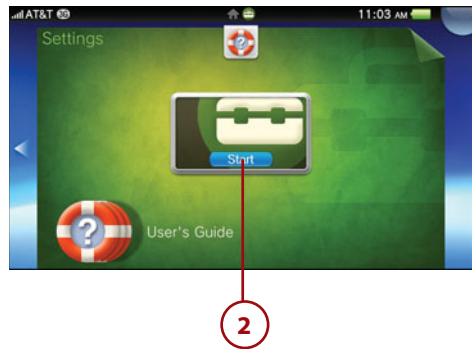 AT&T 3G 11:03 AM
Settings
?
Start
?
User's Guide
2